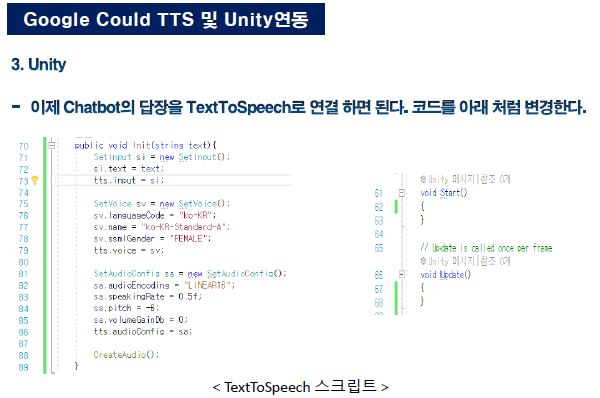 Google Could TTS 및 Unity연동
3. Unity
- 이제 Chatbot의 답장을 TextToSpeech로 연결 하면 된다. 코드를 아래 처럼 변경한다.
70 public void Init(string text){
71 SetInput si = new SetInput();
72 si.text = text;
73 tts.input = si;
74
75 SetVoice sv = new SetVoice();
76 sv.languageCode = "ko-KR";
77 sv.name = "ko-KR-Standard-A";
78 sv.ssmlGender = "FEMALE";
79 tts.voice = sv;
80
81 SetAudioConfig sa = new SetAudioConfig();
82 sa.audioEncoding = "LINEAR16";
83 sa.speakingRate = 0.5f;
84 sa.pitch = -6;
85 sa.volumeGainDb = 0;
86 tts.audioConfig = sa;
87
88 CreateAudio();
89 }
Unity 메시지 | 참조 0개
61 void Start()
62 {
63 }
64
65 // Update is called once per frame
Unity 메시지 | 참조 0개
66 void Update()
67 {
68 }
< TextToSpeech 스크립트 >